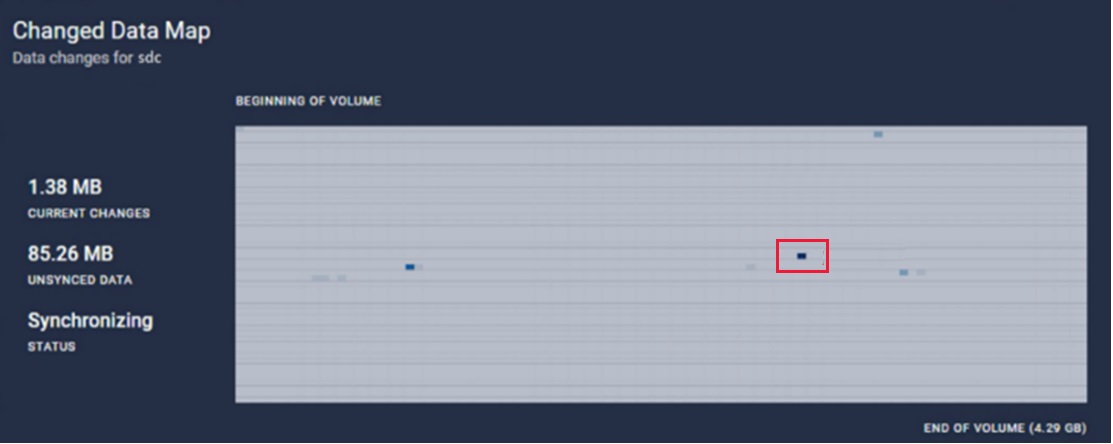 Changed Data Map
Data changes for sdc
BEGINNING OF VOLUME
1.38 MB
CURRENT CHANGES
85.26 MB
UNSYNCED DATA
Synchronizing
STATUS
END OF VOLUME (4.29 GB)